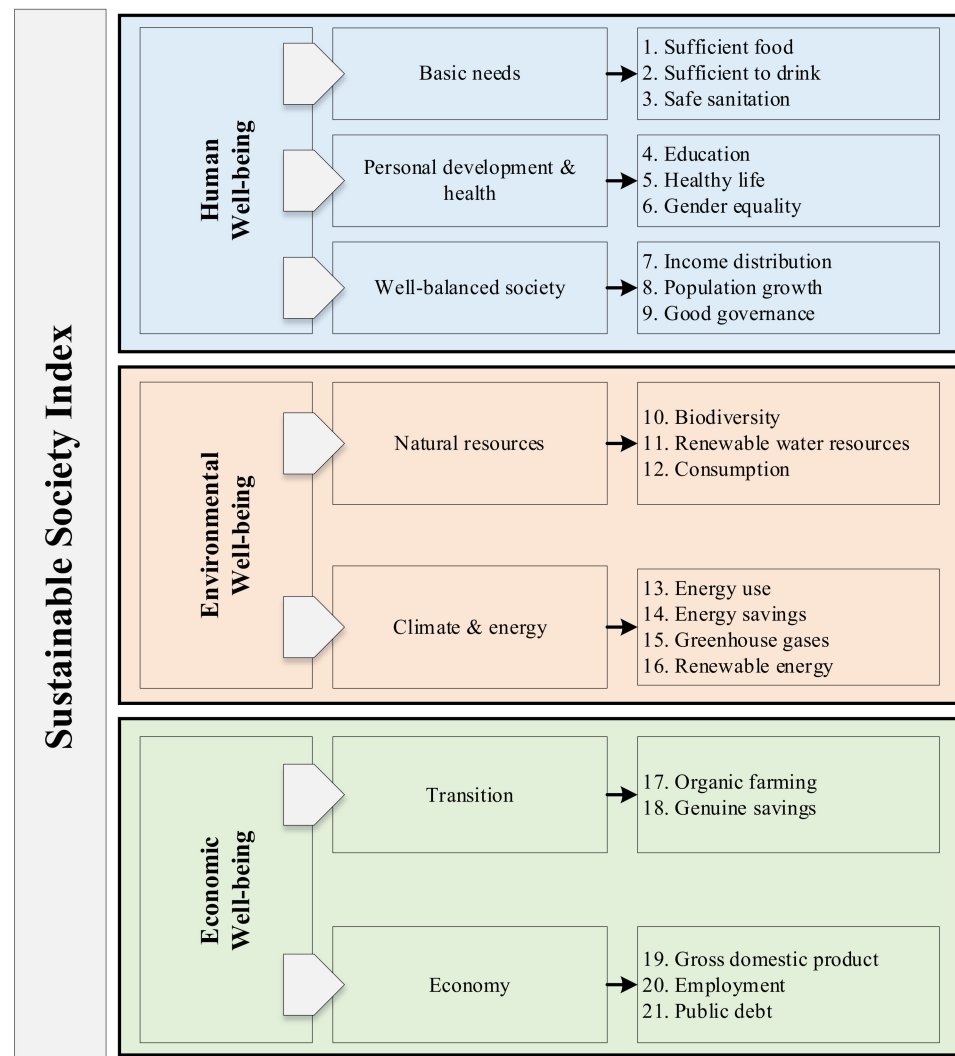 Sustainable Society Index
Human
Well-being
Basic needs
1. Sufficient food
2. Sufficient to drink
3. Safe sanitation
Personal development &
health
4. Education
5. Healthy life
6. Gender equality
Well-balanced society
7. Income distribution
8. Population growth
9. Good governance
Environmental
Well-being
Natural resources
10. Biodiversity
11. Renewable water resources
12. Consumption
Climate & energy
13. Energy use
14. Energy savings
15. Greenhouse gases
16. Renewable energy
Economic
Well-being
Transition
17. Organic farming
18. Genuine savings
Economy
19. Gross domestic product
20. Employment
21. Public debt